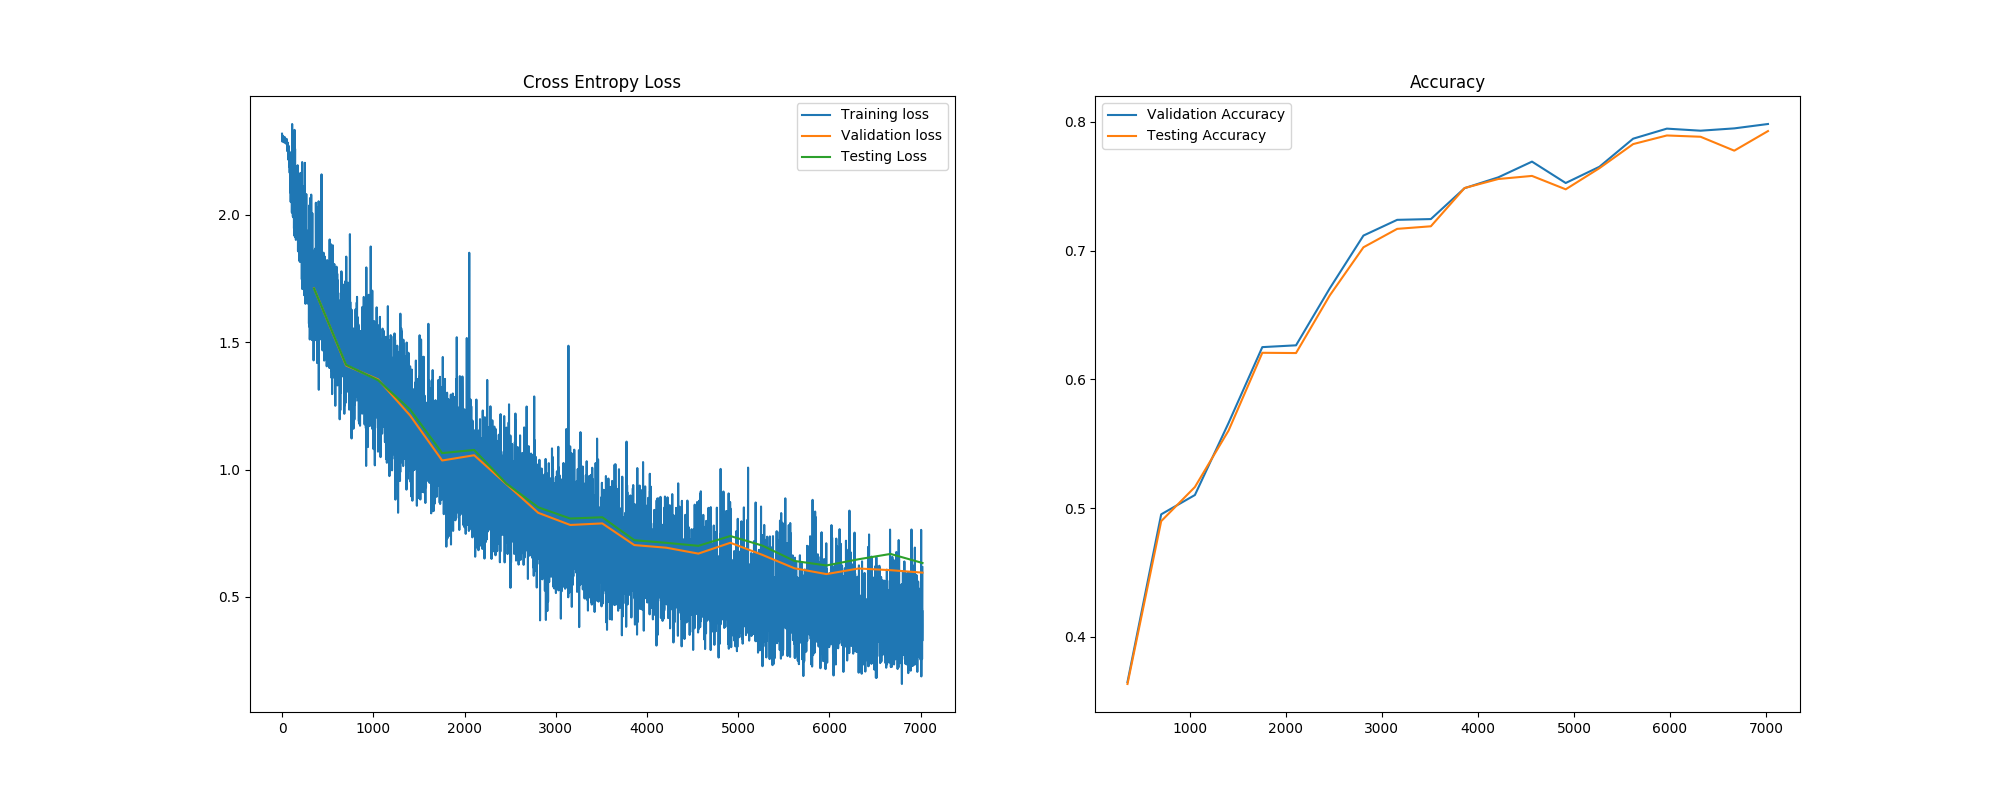 Cross Entropy Loss
Training loss
Validation loss
Testing Loss
2.0
1.5
1.0
0.5
0 1000 2000 3000 4000 5000 6000 7000
Accuracy
Validation Accuracy
Testing Accuracy
0.8
0.7
0.6
0.5
0.4
1000 2000 3000 4000 5000 6000 7000